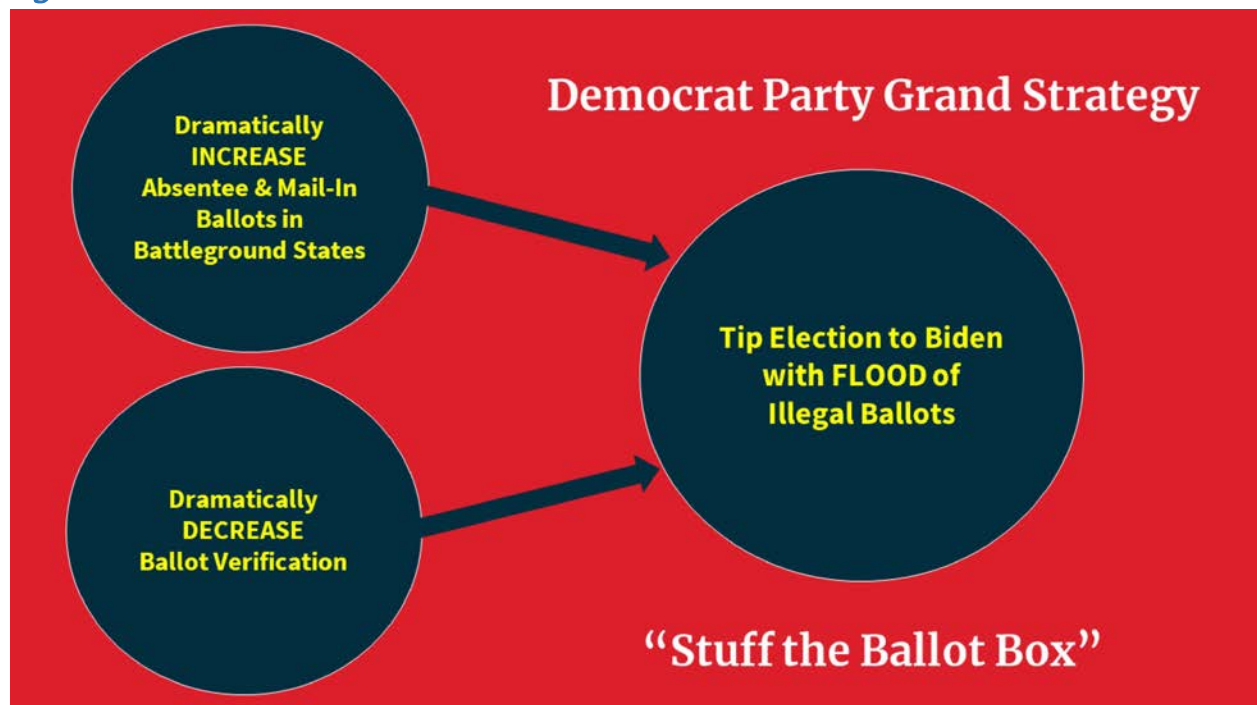 Democrat Party Grand Strategy
Dramatically
INCREASE
Absentee & Mail-In
Ballots in
Battleground States
Dramatically
DECREASE
Ballot Verification
Tip Election to Biden
with FLOOD of
Illegal Ballots
“Stuff the Ballot Box”